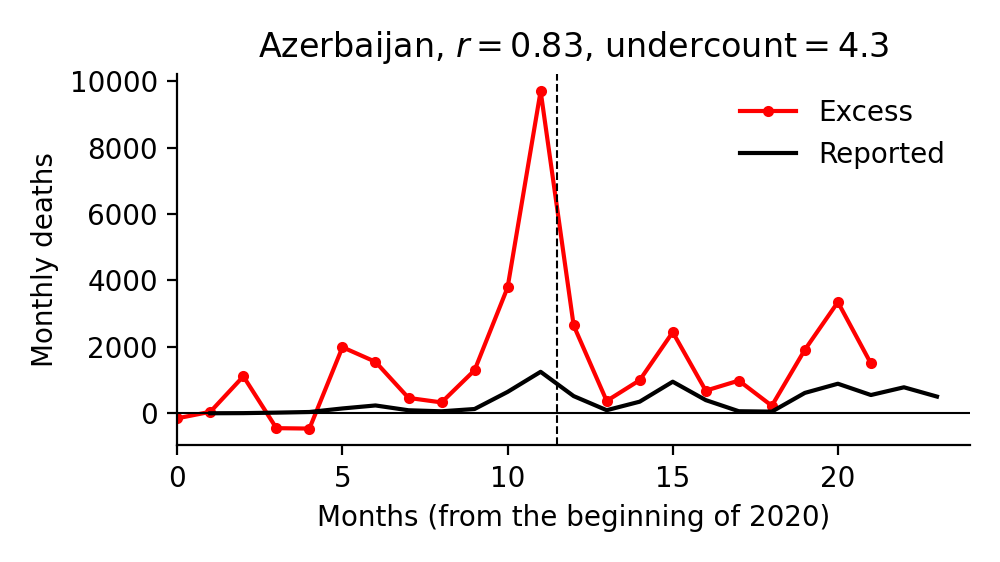 Azerbaijan, r = 0.83, undercount = 4.3
10000
8000
6000
4000
2000
0
Monthly deaths
Excess
Reported
0 5 10 15 20
Months (from the beginning of 2020)